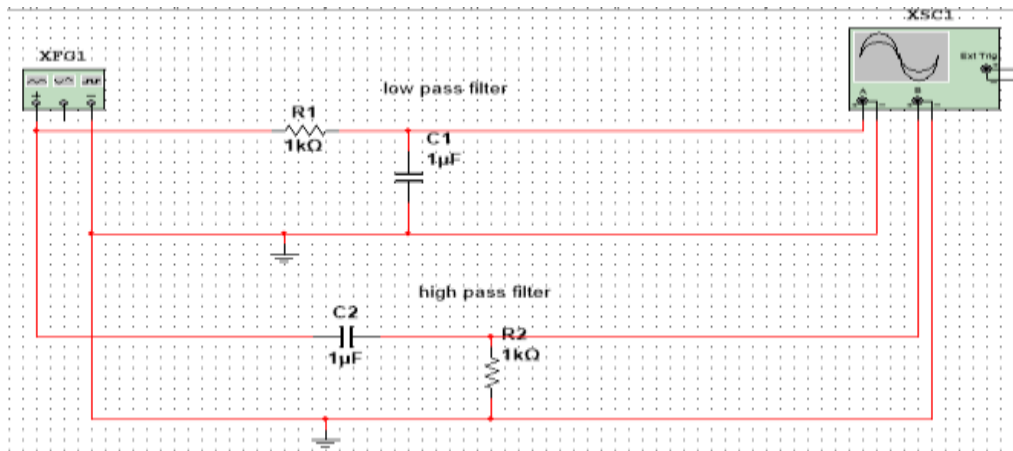 XSC1
XFG1
Ext Trig
low pass filter
A
B
R1
1kΩ
C1
1µF
high pass filter
C2
1µF
R2
1kΩ